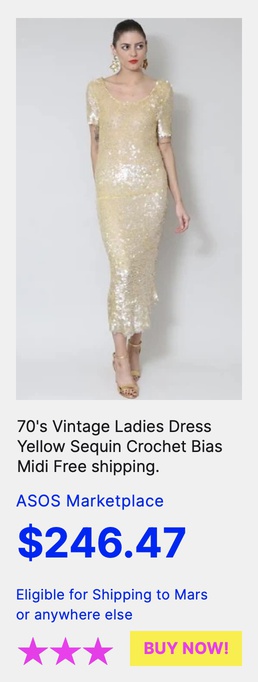 70's Vintage Ladies Dress
Yellow Sequin Crochet Bias
Midi Free shipping.
ASOS Marketplace
$246.47
Eligible for Shipping to Mars
or anywhere else
BUY NOW!